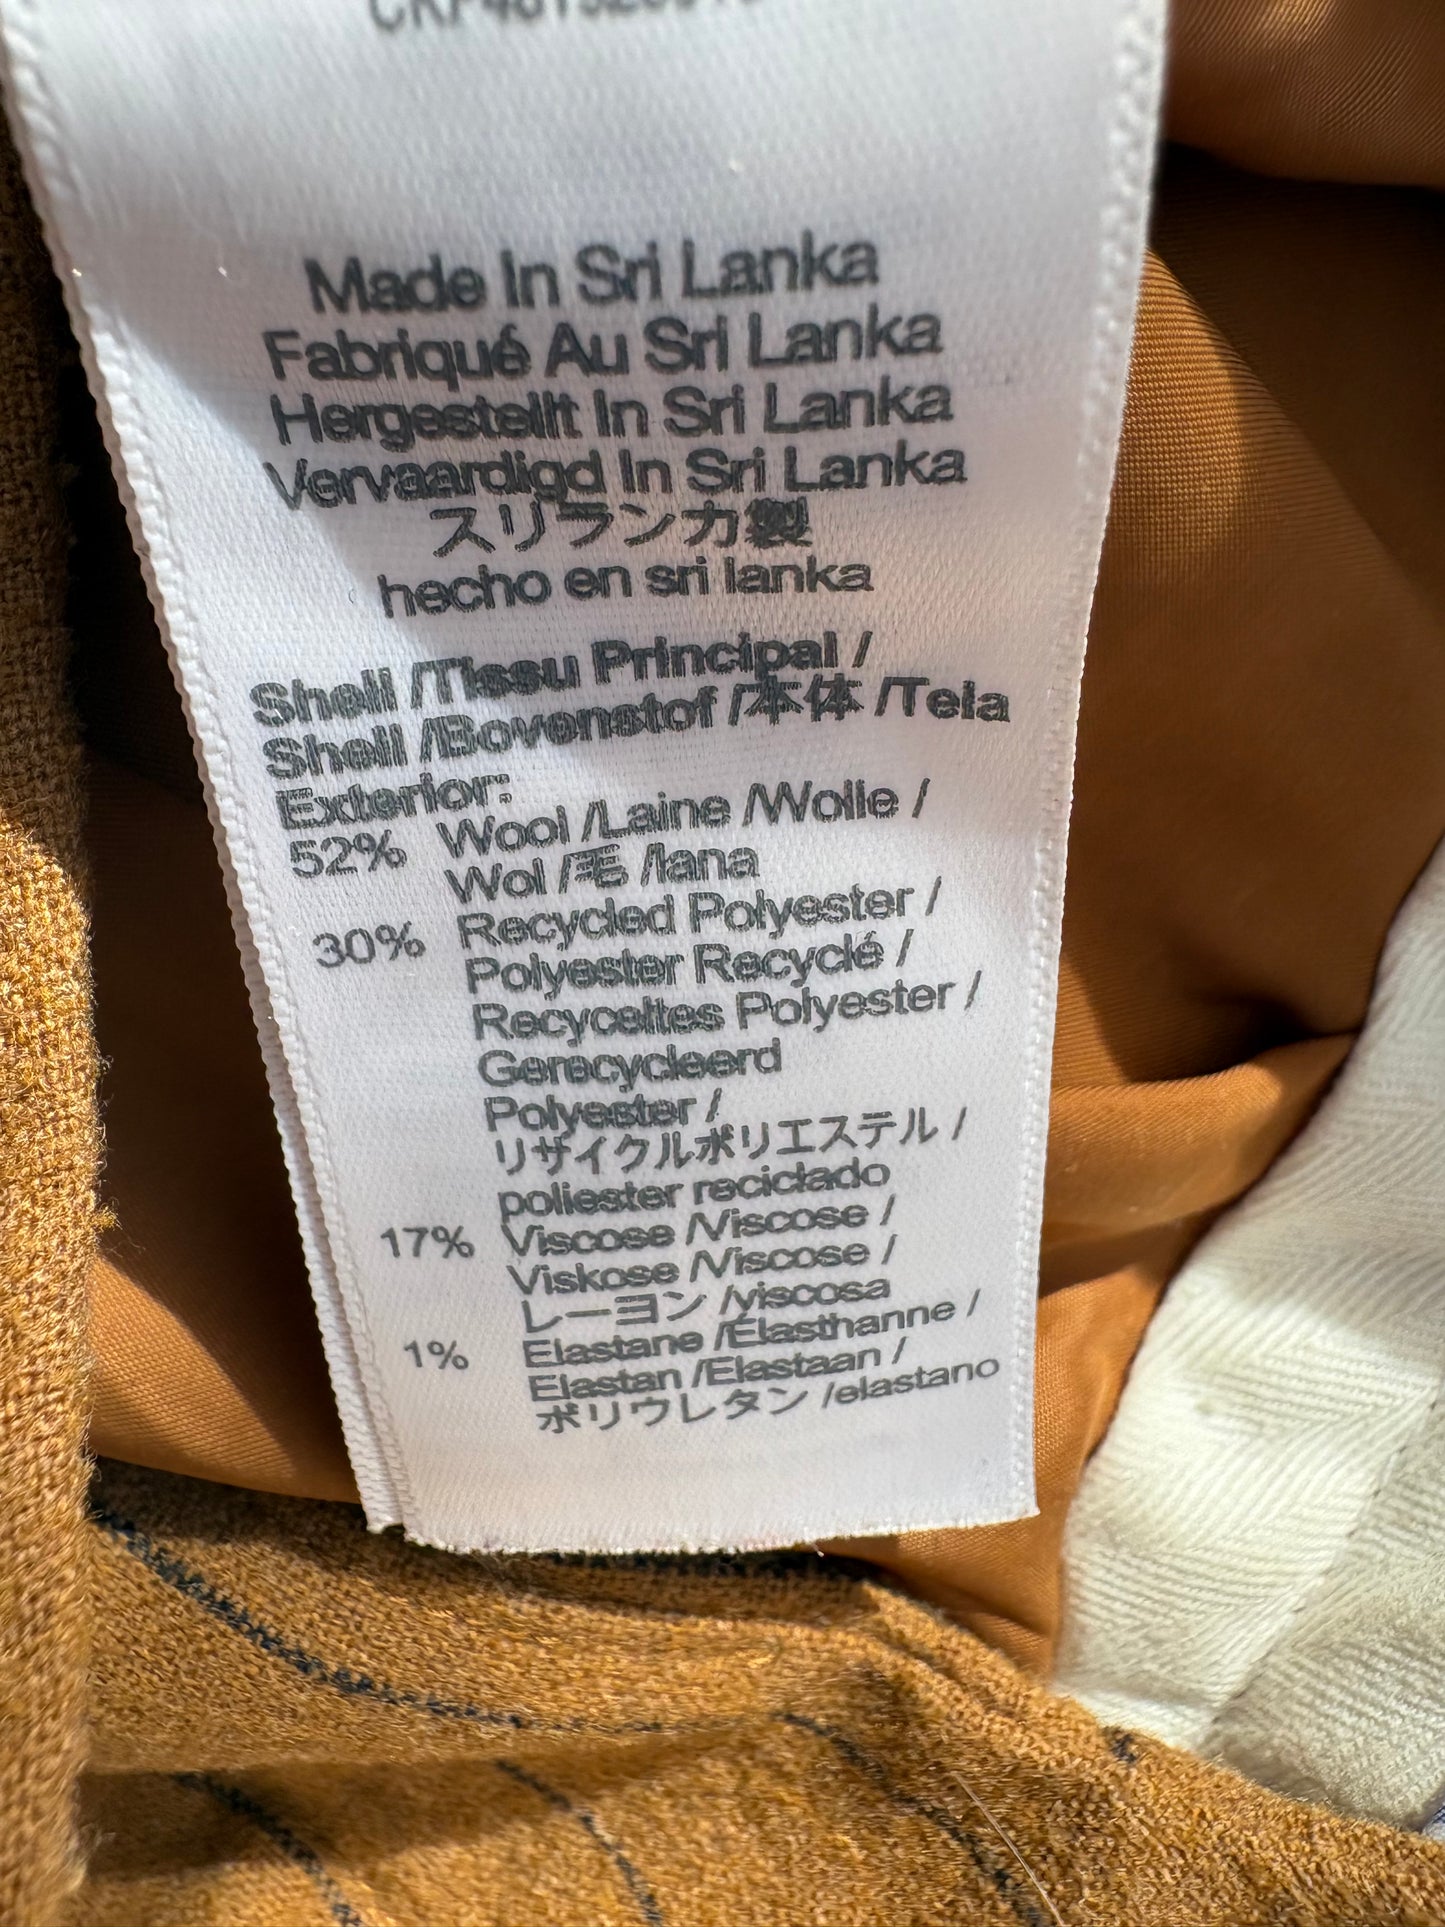 Made In Sri Lanka
Fabriqué Au Sri Lanka
Hergestellt In Sri Lanka
Vervaardigd In Sri Lanka
スリランカ製
hecho en sri lanka
Shell /Tissu Principal /
Shell /Bovenstof /本体 /Tela
Exterior:
52% Wool /Laine /Wolle /
Wol /毛 /lana
30% Recycled Polyester /
Polyester Recyclé /
Recyceltes Polyester /
Gerecycleerd
Polyester /
リサイクルポリエステル /
poliester reciclado
17% Viscose /Viscose /
Viskose /Viscose /
レーヨン /viscosa
1% Elastane /Élasthanne /
Elastan /Elastaan /
ポリウレタン /elastano